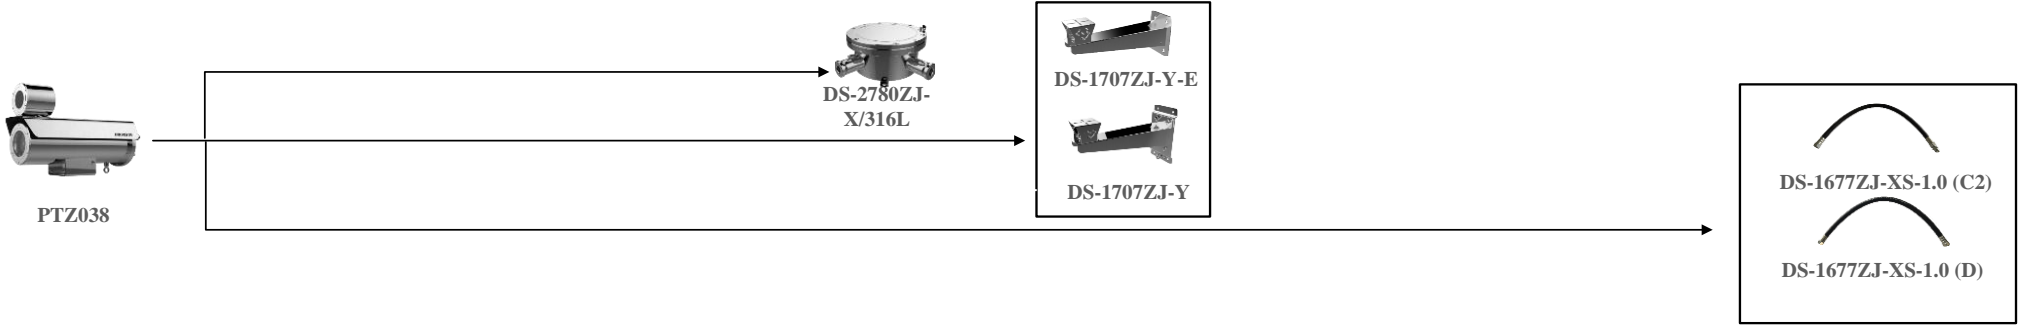 PTZ038
DS-2780ZJ-
X/316L
DS-1707ZJ-Y-E
DS-1707ZJ-Y
DS-1677ZJ-XS-1.0 (C2)
DS-1677ZJ-XS-1.0 (D)